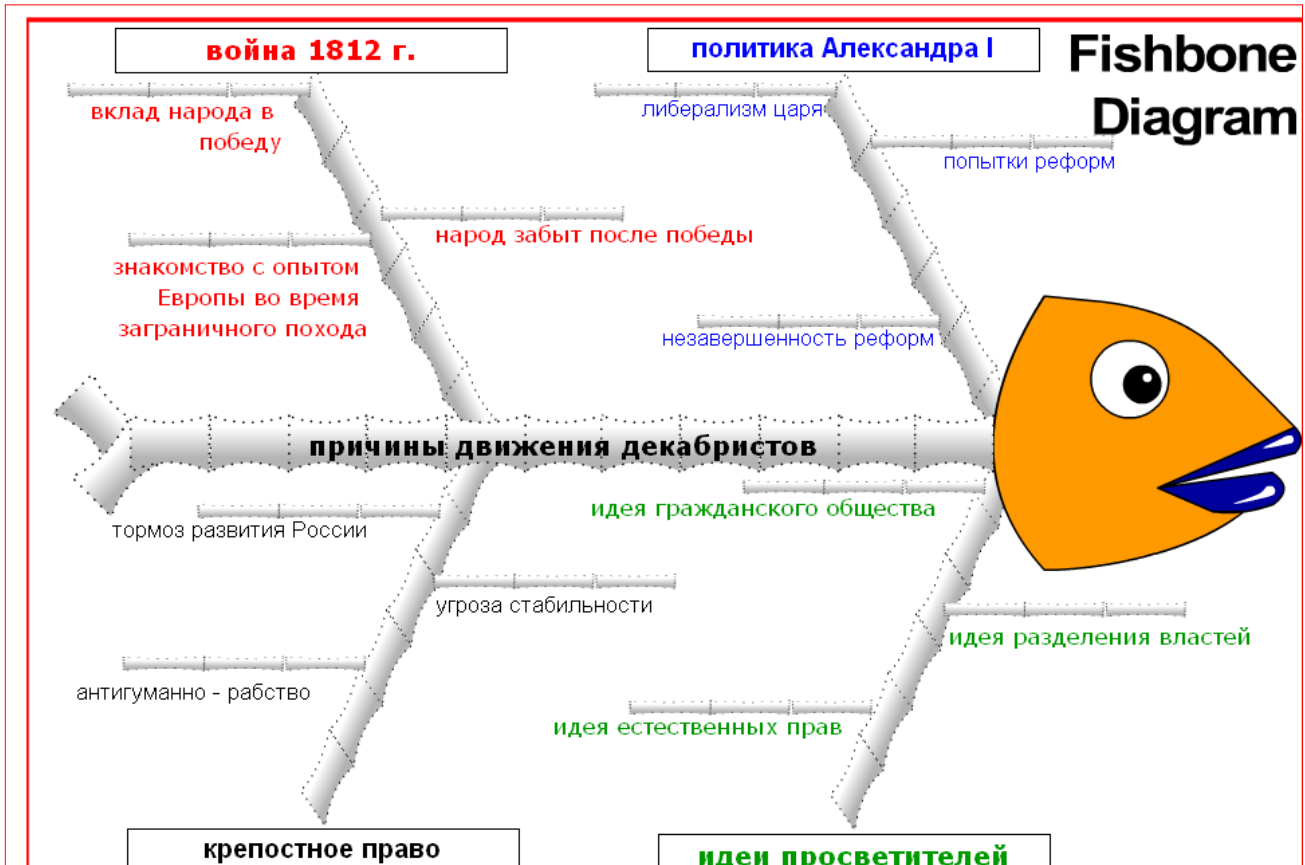 война 1812 г.
вклад народа в
победу
народ забыт после победы
знакомство с опытом
Европы во время
заграничного похода
политика Александра I
либерализм царя
попытки реформ
незавершенность реформ
Fishbone
Diagram
причины движения декабристов
тормоз развития России
угроза стабильности
антигуманно - рабство
крепостное право
идея гражданского общества
идея разделения властей
идея естественных прав
идеи просветителей